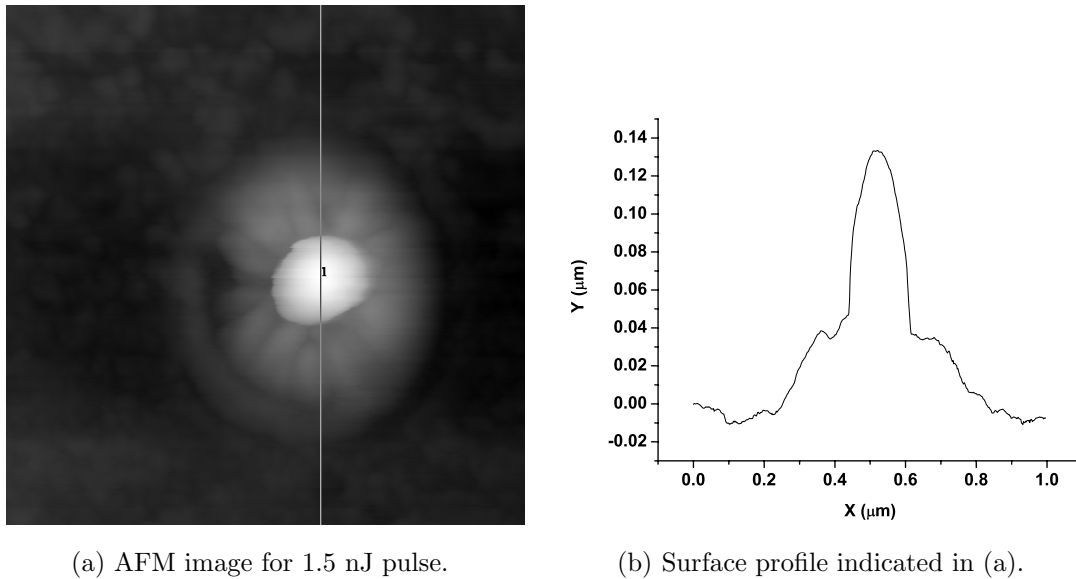 1
0.14
0.12
0.10
0.08
0.06
0.04
0.02
0.00
-0.02
Y (μm)
0.0 0.2 0.4 0.6 0.8 1.0
X (μm)
(a) AFM image for 1.5 nJ pulse.
(b) Surface profile indicated in (a).